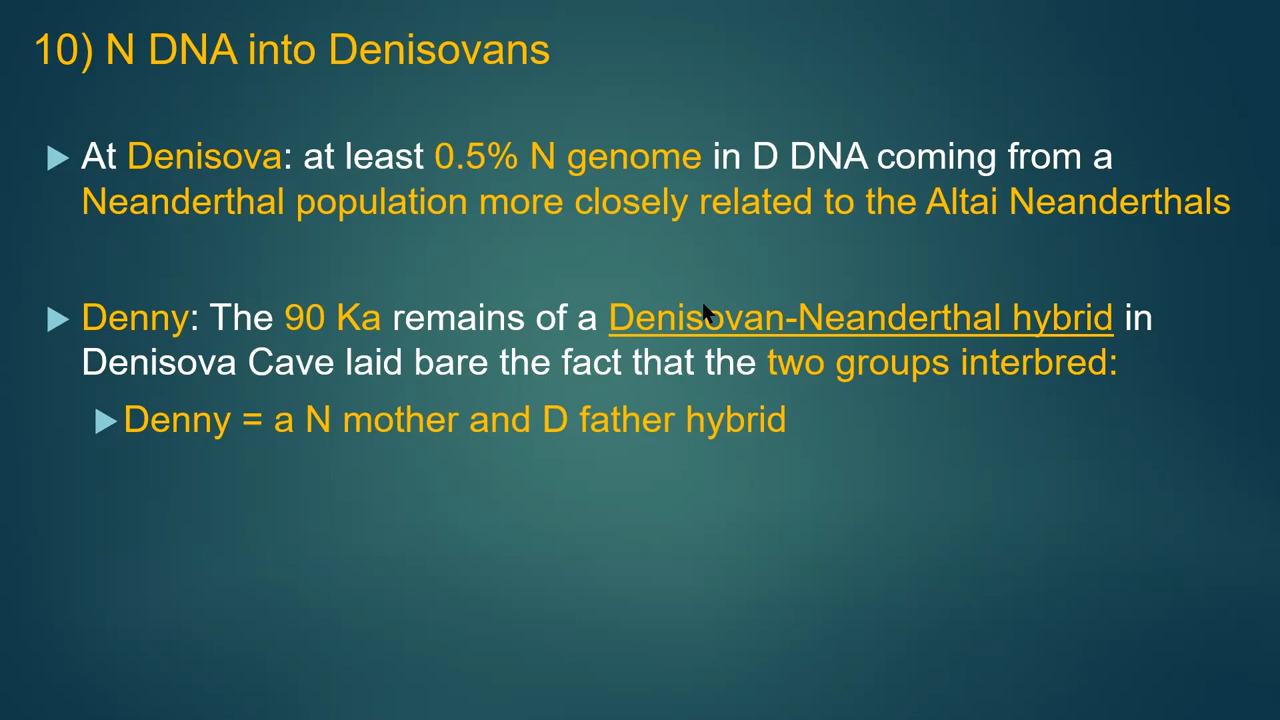 10) N DNA into Denisovans
At Denisova: at least 0.5% N genome in D DNA coming from a
Neanderthal population more closely related to the Altai Neanderthals
Denny: The 90 Ka remains of a Denisovan-Neanderthal hybrid in
Denisova Cave laid bare the fact that the two groups interbred:
Denny = a N mother and D father hybrid